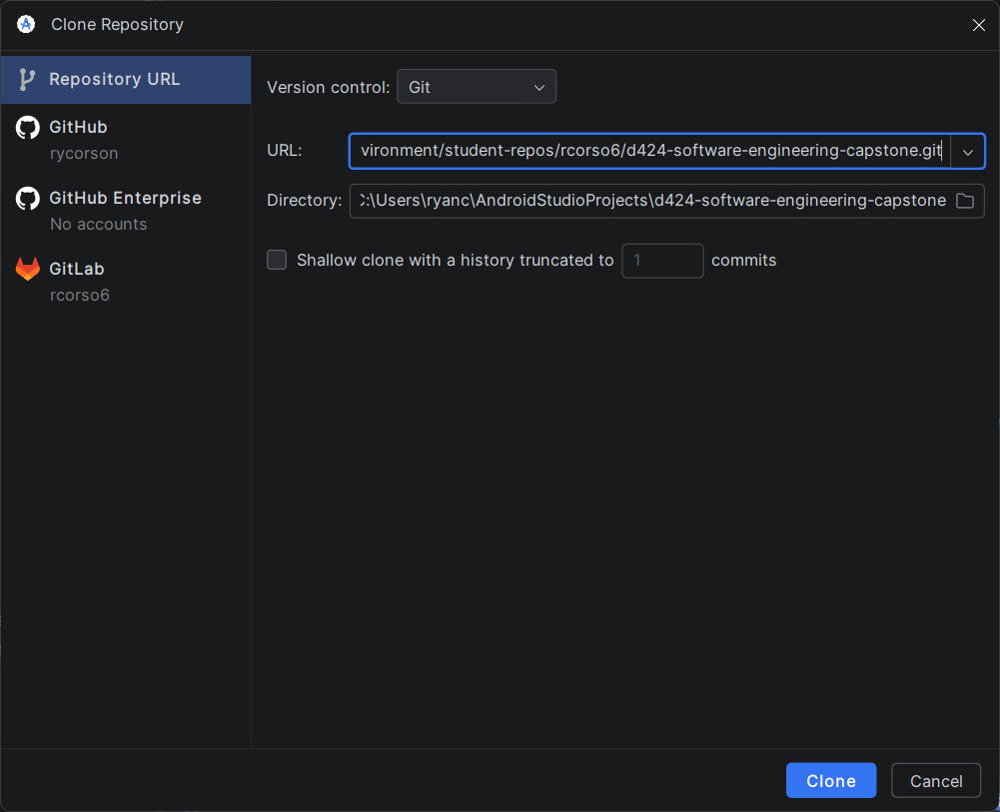 Clone Repository
Repository URL
GitHub
rycorson
GitHub Enterprise
No accounts
GitLab
rcorso6
Version control: Git
URL: vironment/student-repos/rcorso6/d424-software-engineering-capstone.git
Directory: :\Users\ryanc\AndroidStudioProjects\d424-software-engineering-capstone
Shallow clone with a history truncated to 1 commits
Clone Cancel